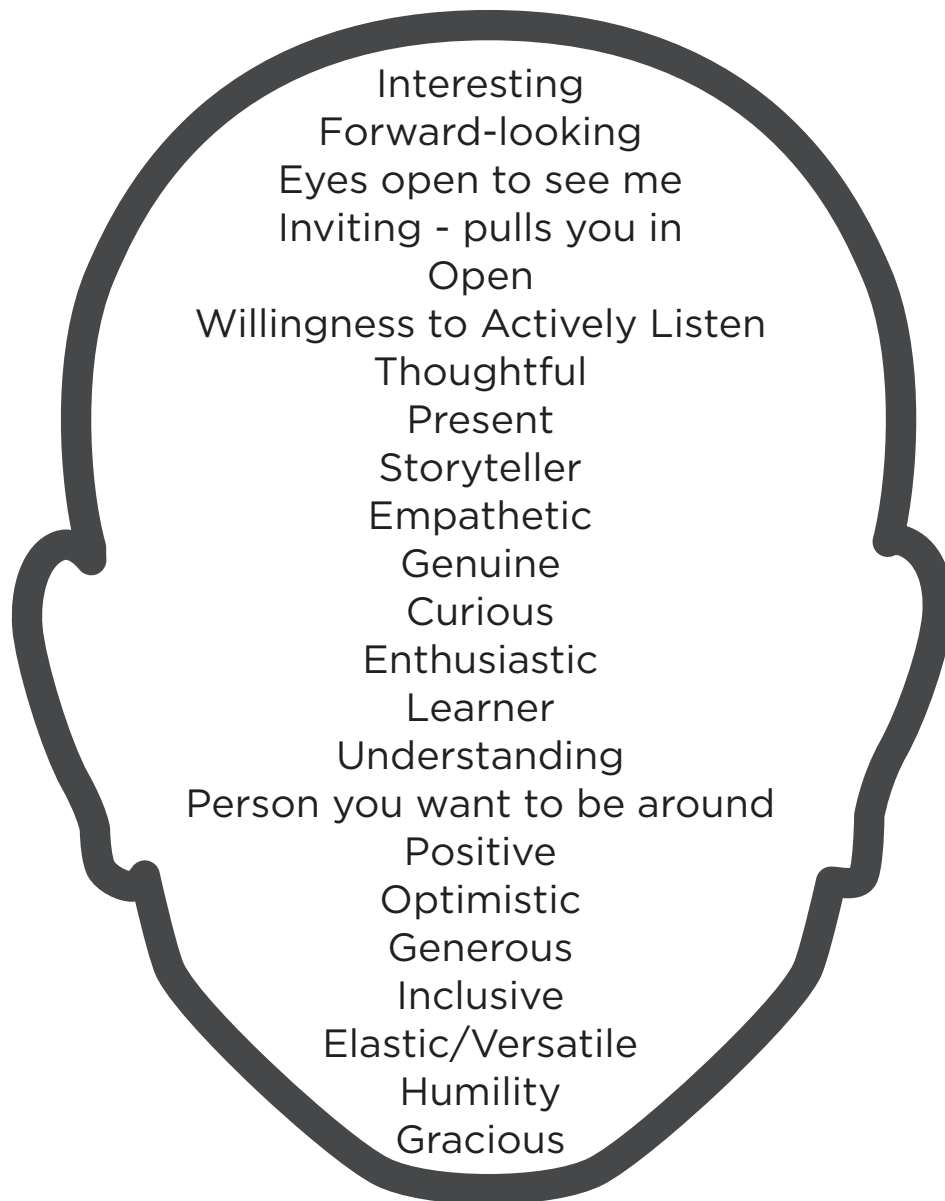 Interesting
Forward-looking
Eyes open to see me
Inviting - pulls you in
Open
Willingness to Actively Listen
Thoughtful
Present
Storyteller
Empathetic
Genuine
Curious
Enthusiastic
Learner
Understanding
Person you want to be around
Positive
Optimistic
Generous
Inclusive
Elastic/Versatile
Humility
Gracious